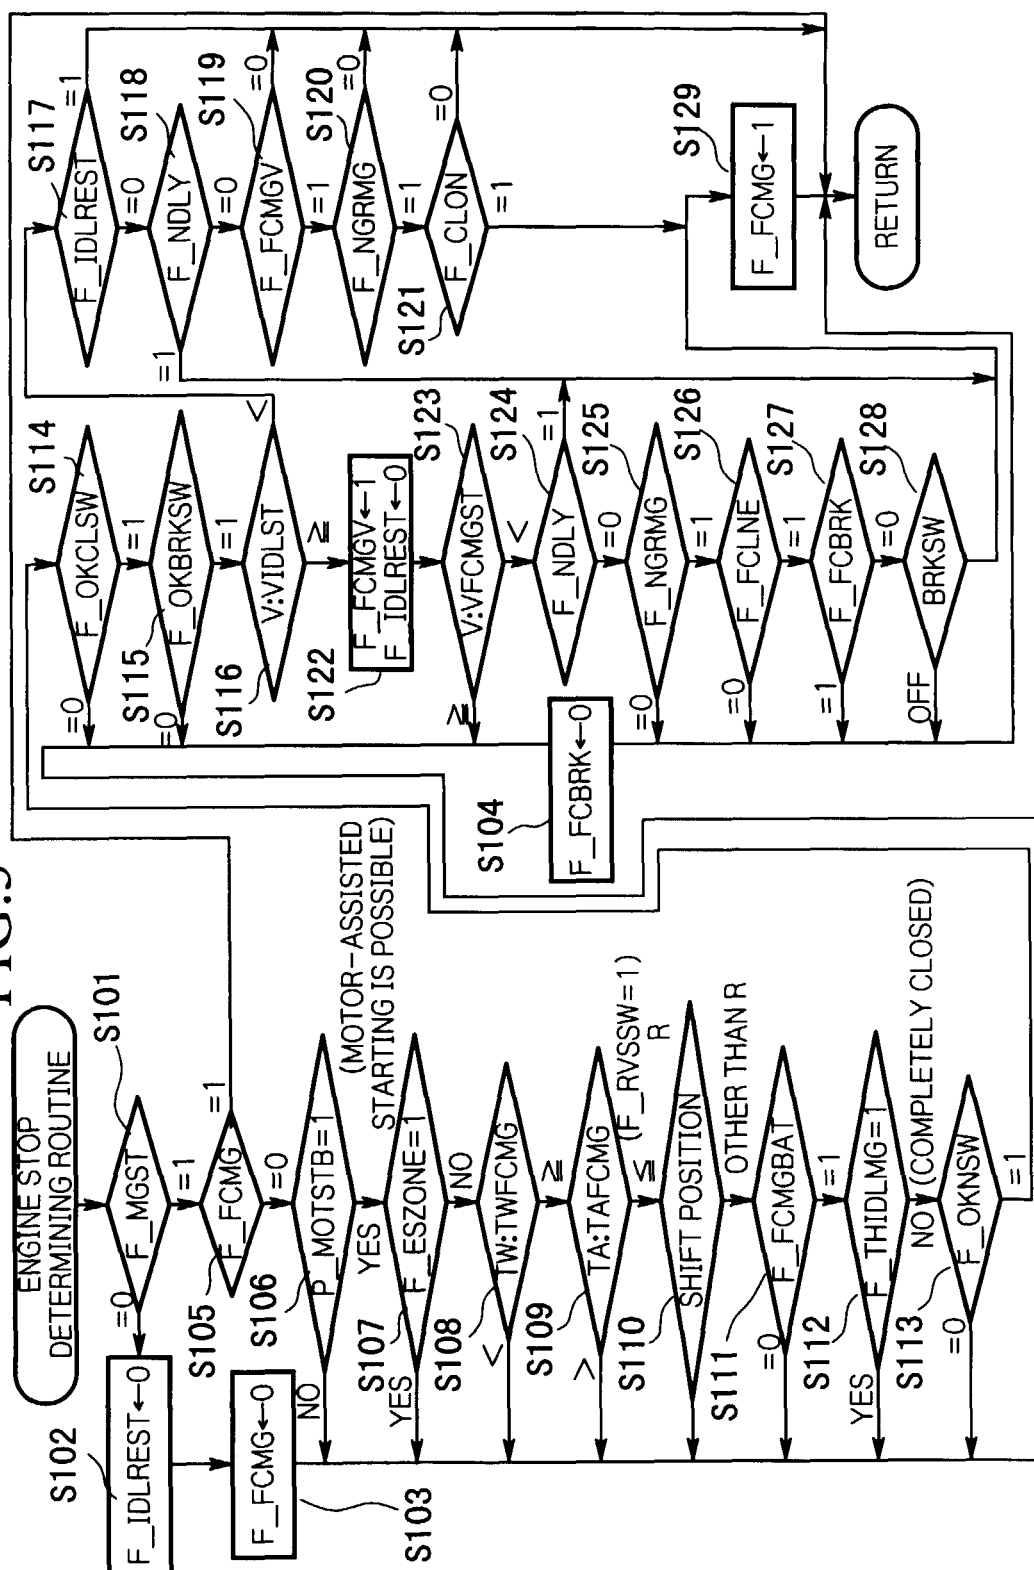 FIG.5
ENGINE STOP
DETERMINING ROUTINE
S101
F_MGST
=0
=1
S102
F_IDLREST←0
S103
F_FCMG←0
S105
F_FCMG
=1
=0
S106
P_MOTSTB=1
NO
YES
(MOTOR-ASSISTED
STARTING IS POSSIBLE)
S107
F_ESZONE=1
YES
NO
S108
TW:TWFCMG
<
≧
S109
TA:TAFCMG
>
≦
(F_RVSSW=1)
R
S110
SHIFT POSITION
OTHER THAN R
S111
F_FCMGBAT
=0
=1
S112
F_THIDLMG=1
YES
NO (COMPLETELY CLOSED)
S113
F_OKNSW
=0
=1
S104
F_FCBRK←0
S114
F_OKCLSW
=0
=1
S115
F_OKBRKSW
=0
=1
S116
V:VIDLST
<
≧
S122
F_FCMGV←1
F_IDLREST←0
S123
V:VFCMGST
≧
<
S124
F_NDLY
=1
=0
S125
F_NGRMG
=0
=1
S126
F_FCLNE
=0
=1
S127
F_FCBRK
=1
=0
S128
BRKSW
OFF
S117
F_IDLREST
=1
=0
S118
F_NDLY
=1
=0
S119
F_FCMGV
=0
=1
S120
F_NGRMG
=0
=1
S121
F_CLON
=0
=1
S129
F_FCMG←1
RETURN